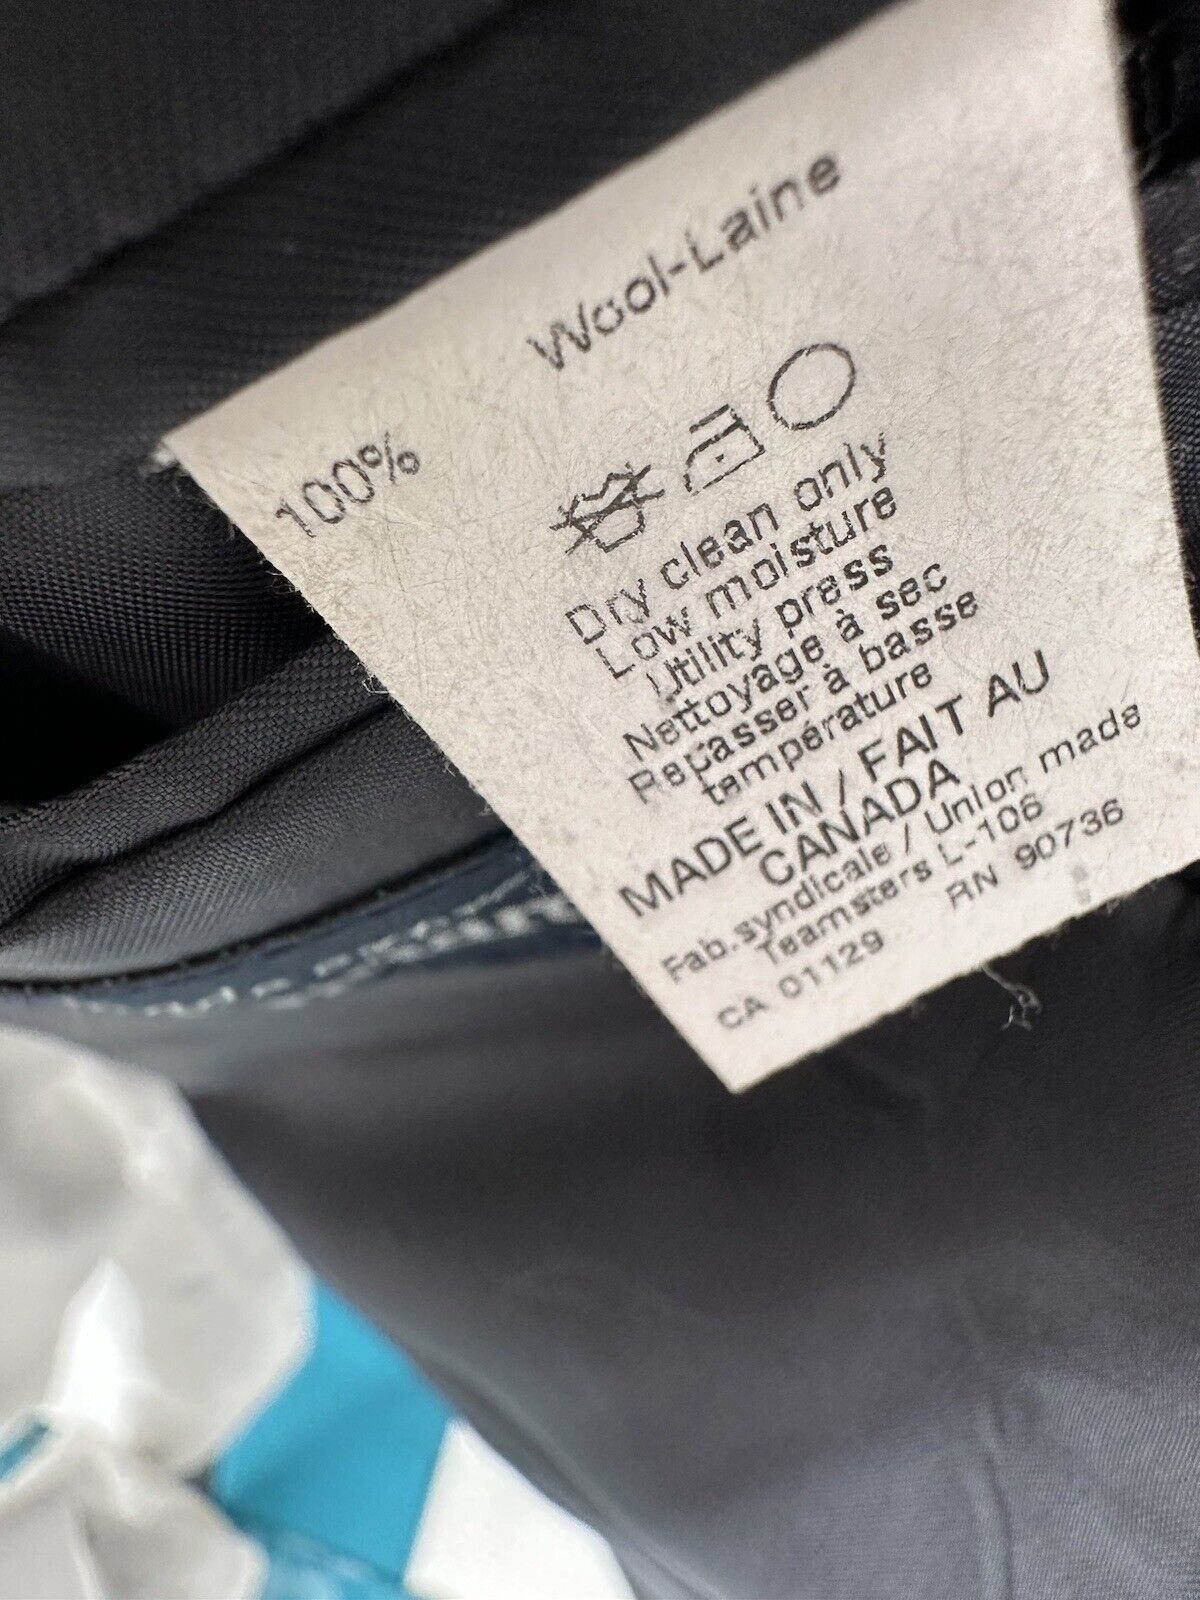 100% Wool-Laine
Dry clean only
Low moisture
Utility press
Nettoyage à sec
Repasser à basse
température
MADE IN / FAIT AU
CANADA
Fab.syndicale / Union made
Teamsters L-106
CA 01129 RN 90736